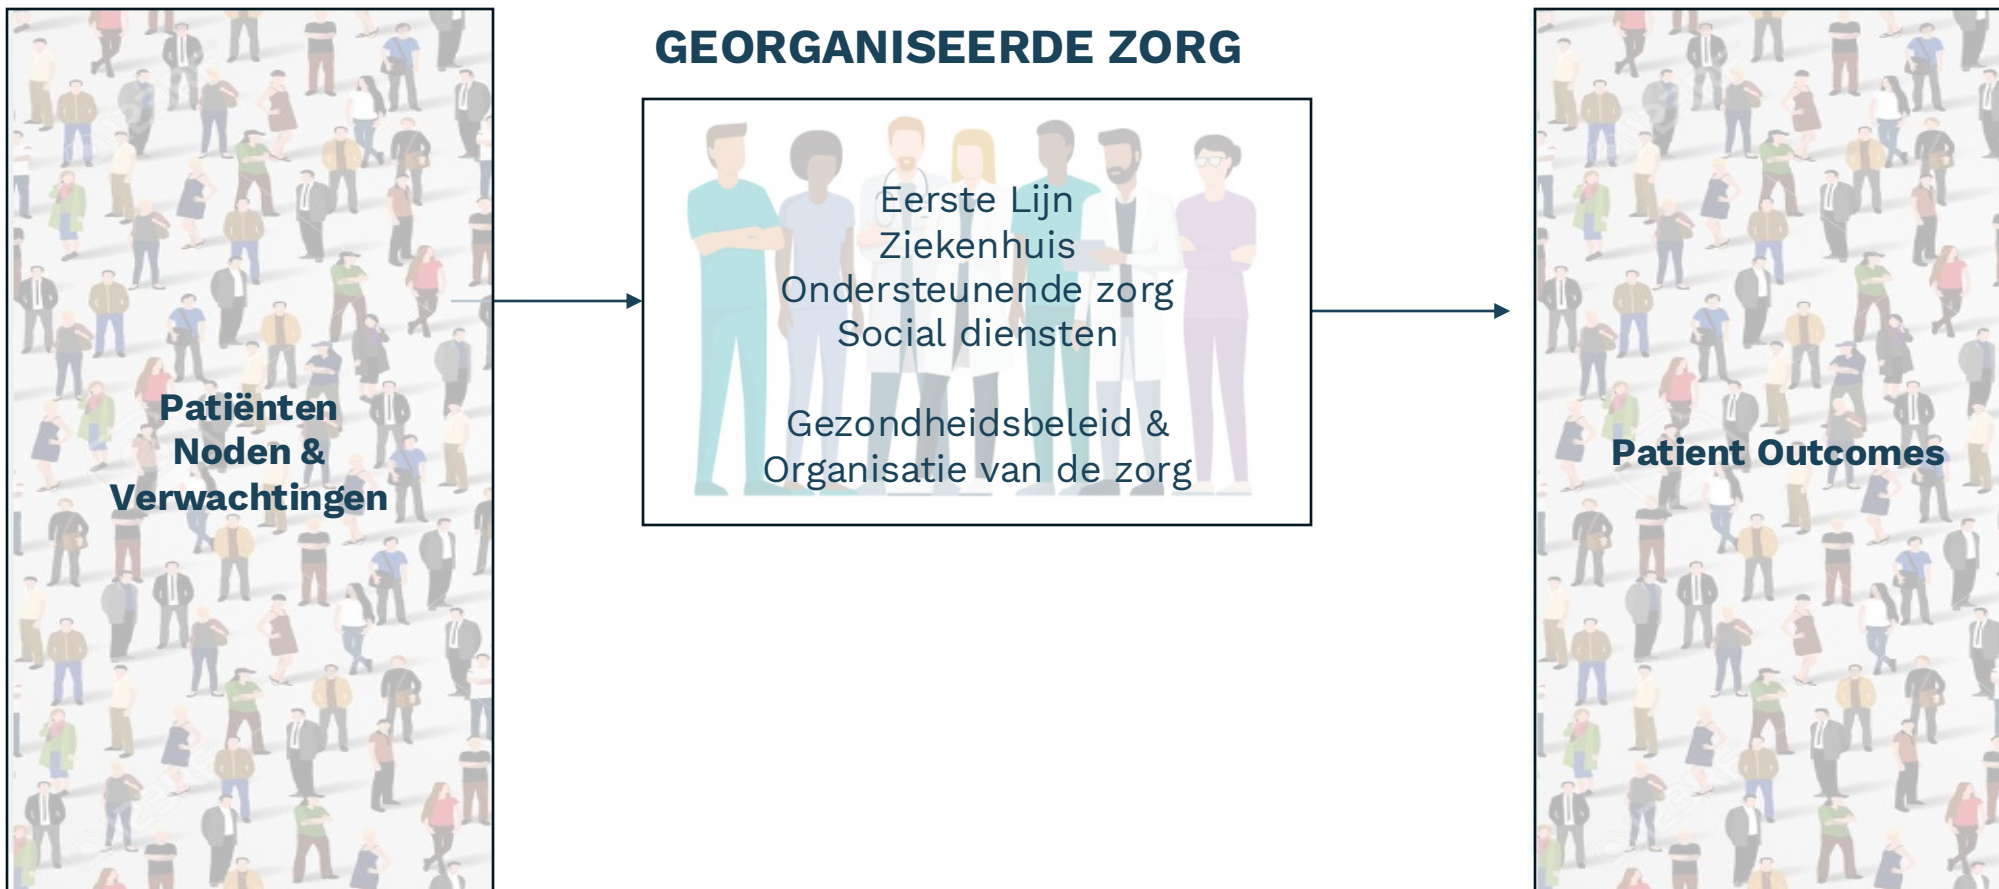 GEORGANISEERDE ZORG
Patiënten
Noden &
Verwachtingen
Eerste Lijn
Ziekenhuis
Ondersteunende zorg
Social diensten
Gezondheidsbeleid &
Organisatie van de zorg
Patient Outcomes